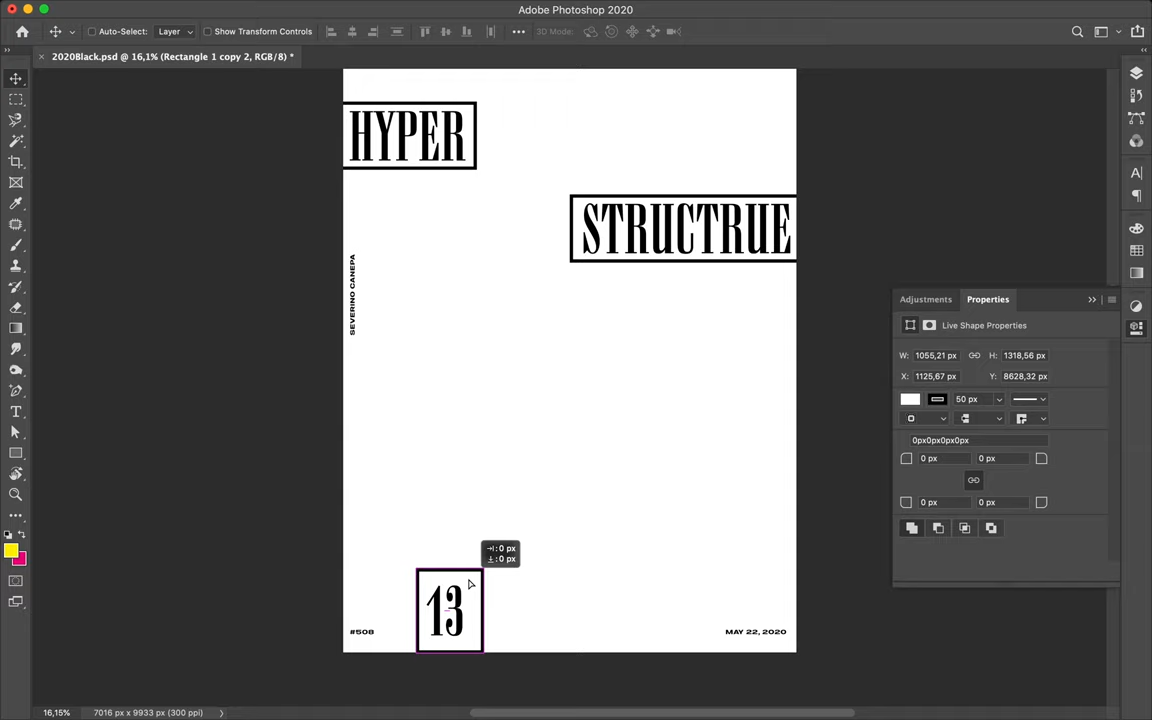 Adobe Photoshop 2020
Auto-Select:
Layer
Show Transform Controls
3D Mode:
2020Black.psd @ 16,1% (Rectangle 1 copy 2, RGB/8) *
HYPER
STRUCTRUE
SEVERINO CANEPA
13
#508
MAY 22, 2020
:0 px
:0 px
Adjustments
Properties
Live Shape Properties
W: 1055,21 px
H: 1318,56 px
X: 1125,67 px
Y: 8628,32 px
50 px
0px0px0px0px
0 px
0 px
0 px
0 px
16,15%
7016 px x 9933 px (300 ppi)